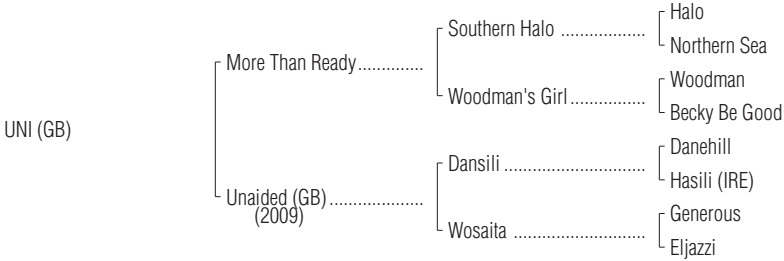 Halo
Southern Halo ..................
Northern Sea
More Than Ready..............
Woodman
Woodman's Girl................
Becky Be Good
UNI (GB)
Danehill
Dansili ..............................
Hasili (IRE)
Unaided (GB) ....................
(2009)
Generous
Wosaita ............................
Eljazzi